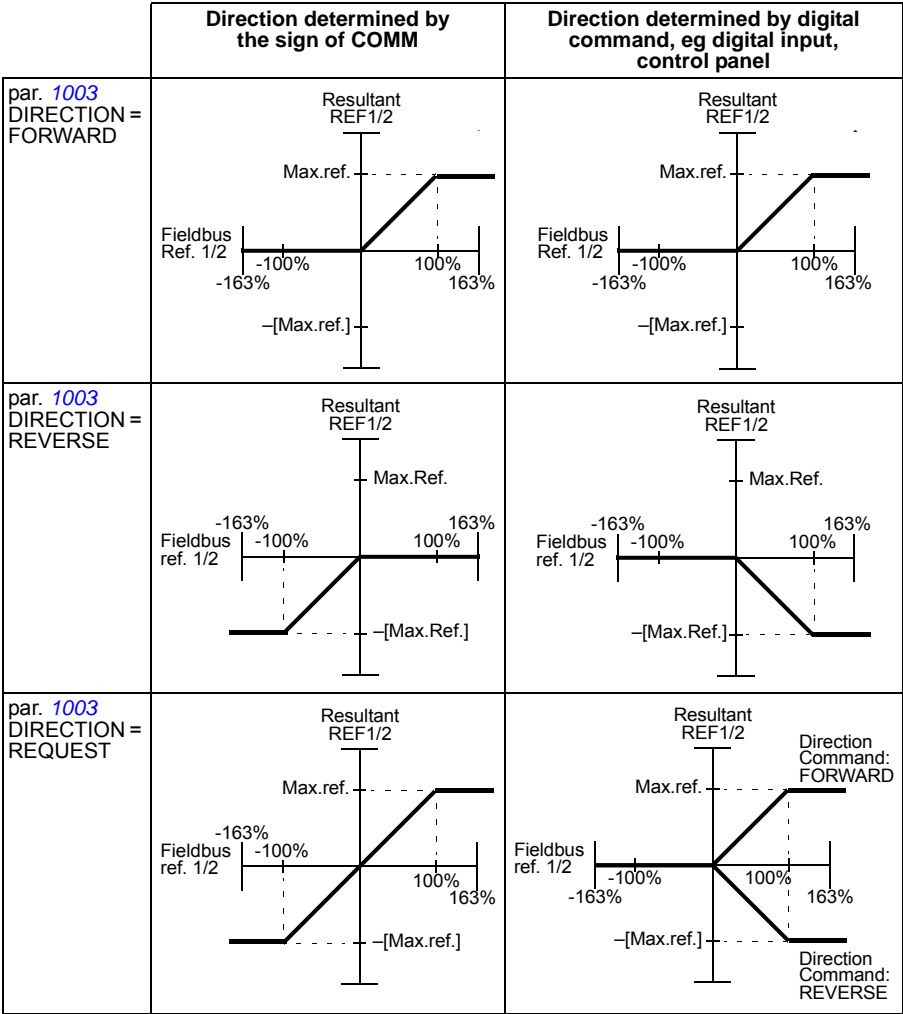 Direction determined by
the sign of COMM
Direction determined by digital
command, eg digital input,
control panel
par. 1003
DIRECTION =
FORWARD
Resultant
REF1/2
Max.ref.
Fieldbus
Ref. 1/2
-100%
-163%
100%
163%
–[Max.ref.]
Resultant
REF1/2
Max.ref.
Fieldbus
Ref. 1/2
-100%
-163%
100%
163%
–[Max.ref.]
par. 1003
DIRECTION =
REVERSE
Resultant
REF1/2
Max.Ref.
-163%
163%
Fieldbus
ref. 1/2
-100%
100%
–[Max.Ref.]
Resultant
REF1/2
Max.Ref.
-163%
163%
Fieldbus
ref. 1/2
-100%
100%
–[Max.Ref.]
par. 1003
DIRECTION =
REQUEST
Resultant
REF1/2
Max.ref.
-163%
Fieldbus
ref. 1/2
-100%
100%
163%
–[Max.ref.]
Resultant
REF1/2
Direction
Command:
FORWARD
Max.ref.
Fieldbus
ref. 1/2
-100%
-163%
100%
163%
–[Max.ref.]
Direction
Command:
REVERSE